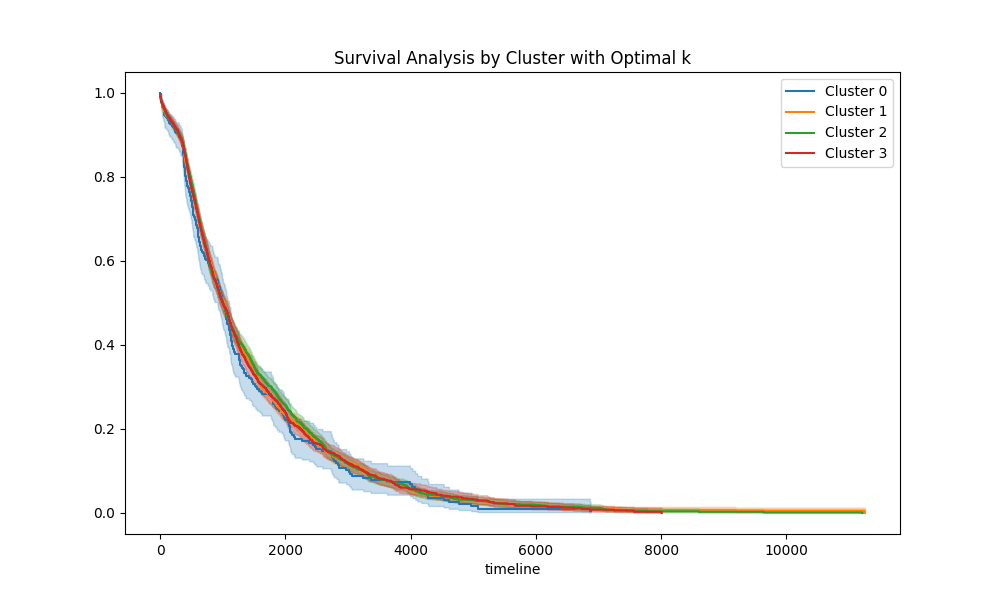 Survival Analysis by Cluster with Optimal k
Cluster 0
Cluster 1
Cluster 2
Cluster 3
1.0
0.8
0.6
0.4
0.2
0.0
0
2000
4000
6000
8000
10000
timeline